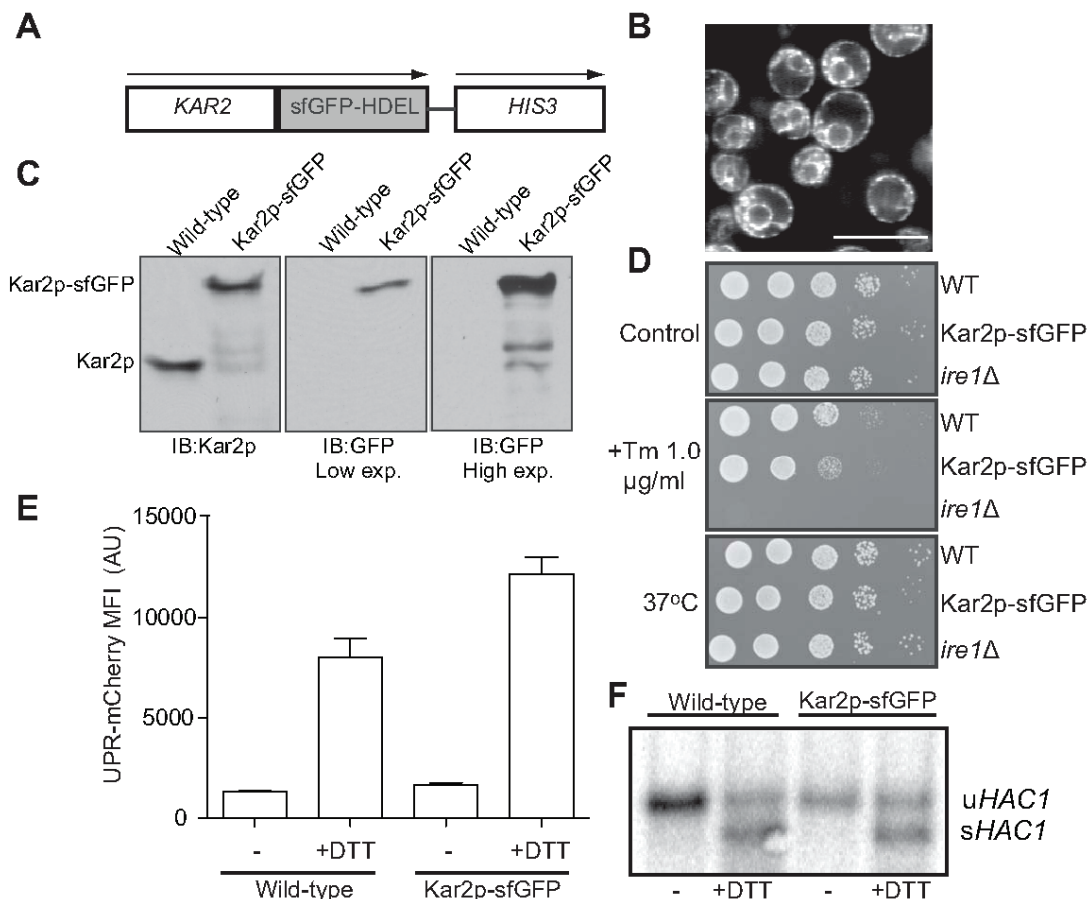 A
KAR2
sfGFP-HDEL
HIS3
B
C
Wild-type
Kar2p-sfGFP
Wild-type
Kar2p-sfGFP
Wild-type
Kar2p-sfGFP
Kar2p-sfGFP
Kar2p
IB:Kar2p
IB:GFP
Low exp.
IB:GFP
High exp.
D
Control
WT
Kar2p-sfGFP
ire1Δ
+Tm 1.0
µg/ml
WT
Kar2p-sfGFP
ire1Δ
37ºC
WT
Kar2p-sfGFP
ire1Δ
E
UPR-mCherry MFI (AU)
15000
10000
5000
0
-
+DTT
-
+DTT
Wild-type
Kar2p-sfGFP
F
Wild-type
Kar2p-sfGFP
uHAC1
sHAC1
-
+DTT
-
+DTT